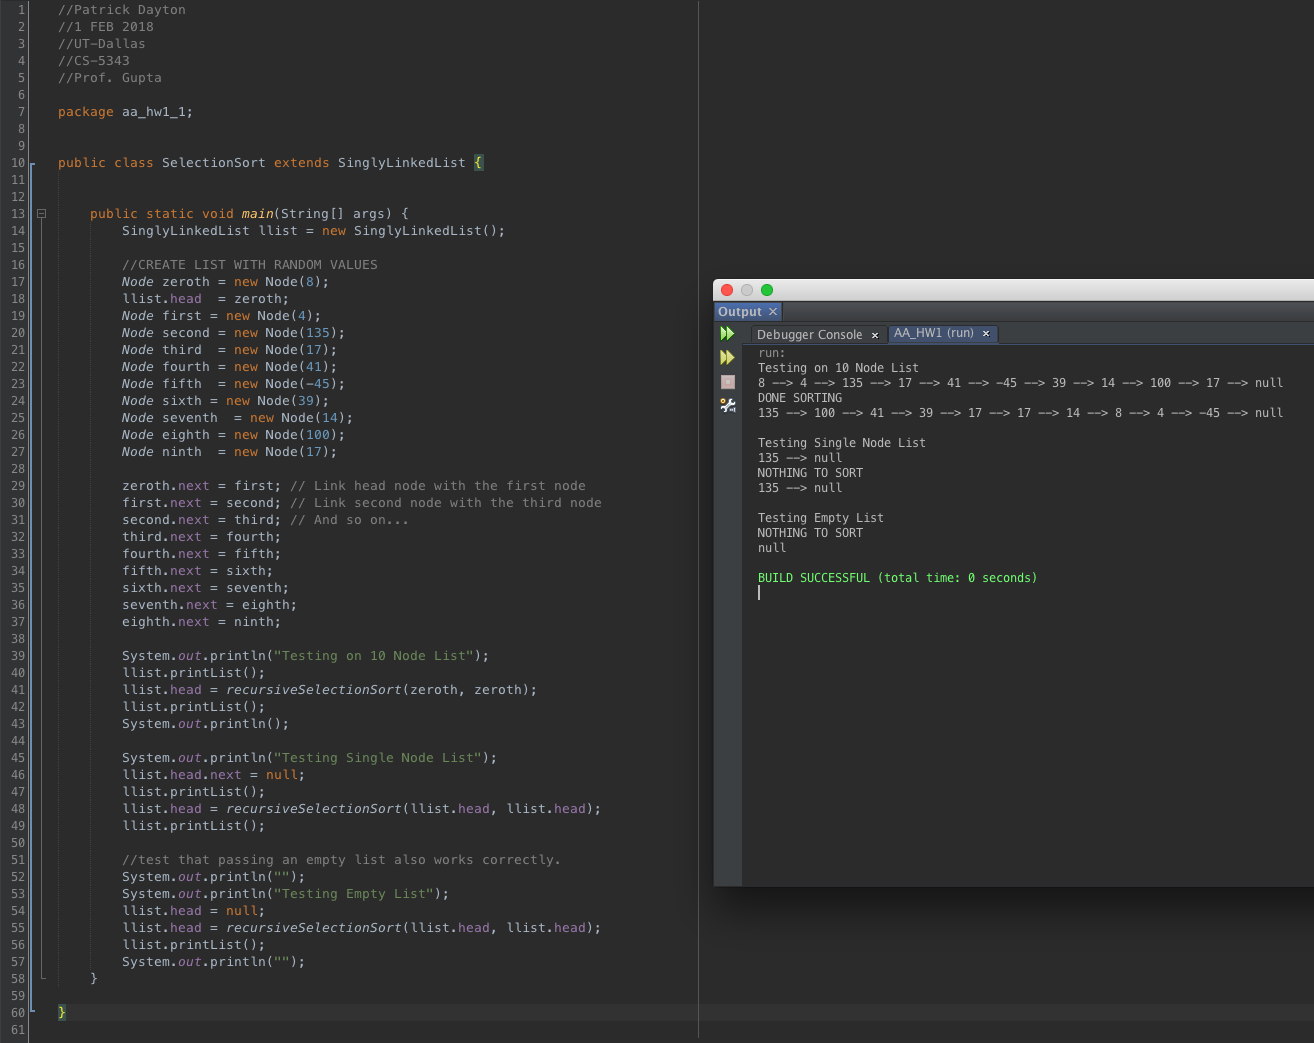 1 //Patrick Dayton
2 //1 FEB 2018
3 //UT-Dallas
4 //CS-5343
5 //Prof. Gupta
6
7 package aa_hw1_1;
8
9
10 public class SelectionSort extends SinglyLinkedList {
11
12
13 public static void main(String[] args) {
14 SinglyLinkedList llist = new SinglyLinkedList();
15
16 //CREATE LIST WITH RANDOM VALUES
17 Node zeroth = new Node(8);
18 llist.head  = zeroth;
19 Node first = new Node(4);
20 Node second = new Node(135);
21 Node third  = new Node(17);
22 Node fourth = new Node(41);
23 Node fifth  = new Node(-45);
24 Node sixth = new Node(39);
25 Node seventh  = new Node(14);
26 Node eighth = new Node(100);
27 Node ninth  = new Node(17);
28
29 zeroth.next = first; // Link head node with the first node
30 first.next = second; // Link second node with the third node
31 second.next = third; // And so on...
32 third.next = fourth;
33 fourth.next = fifth;
34 fifth.next = sixth;
35 sixth.next = seventh;
36 seventh.next = eighth;
37 eighth.next = ninth;
38
39 System.out.println("Testing on 10 Node List");
40 llist.printList();
41 llist.head = recursiveSelectionSort(zeroth, zeroth);
42 llist.printList();
43 System.out.println();
44
45 System.out.println("Testing Single Node List");
46 llist.head.next = null;
47 llist.printList();
48 llist.head = recursiveSelectionSort(llist.head, llist.head);
49 llist.printList();
50
51 //test that passing an empty list also works correctly.
52 System.out.println("");
53 System.out.println("Testing Empty List");
54 llist.head = null;
55 llist.head = recursiveSelectionSort(llist.head, llist.head);
56 llist.printList();
57 System.out.println("");
58 }
59
60 }
61
Output
Debugger Console AA_HW1 (run)
run:
Testing on 10 Node List
8 --> 4 --> 135 --> 17 --> 41 --> -45 --> 39 --> 14 --> 100 --> 17 --> null
DONE SORTING
135 --> 100 --> 41 --> 39 --> 17 --> 17 --> 14 --> 8 --> 4 --> -45 --> null
Testing Single Node List
135 --> null
NOTHING TO SORT
135 --> null
Testing Empty List
NOTHING TO SORT
null
BUILD SUCCESSFUL (total time: 0 seconds)